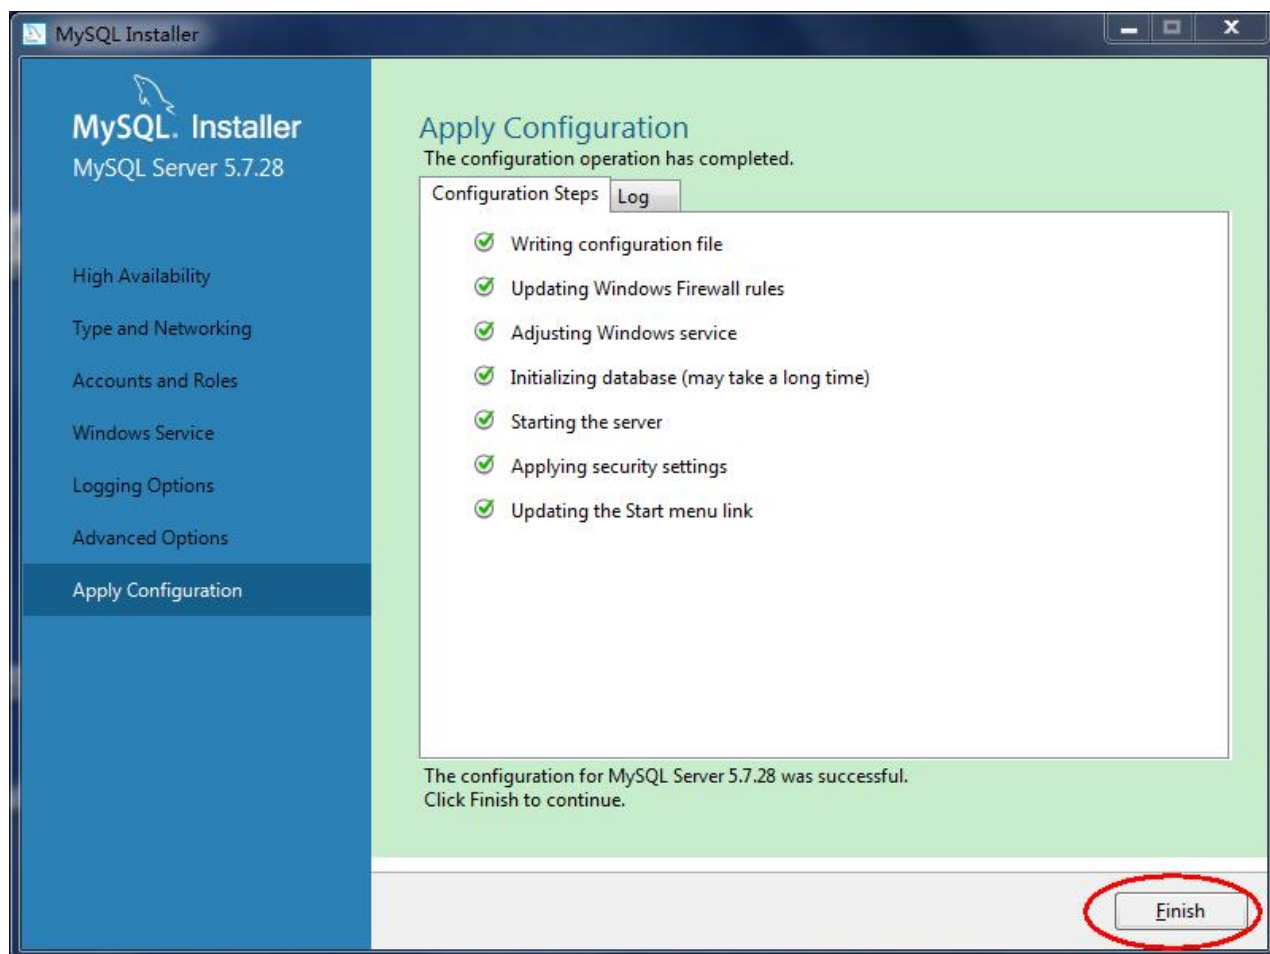 MySQL Installer
MySQL. Installer
MySQL Server 5.7.28
High Availability
Type and Networking
Accounts and Roles
Windows Service
Logging Options
Advanced Options
Apply Configuration
Apply Configuration
The configuration operation has completed.
Configuration Steps Log
Writing configuration file
Updating Windows Firewall rules
Adjusting Windows service
Initializing database (may take a long time)
Starting the server
Applying security settings
Updating the Start menu link
The configuration for MySQL Server 5.7.28 was successful.
Click Finish to continue.
Finish